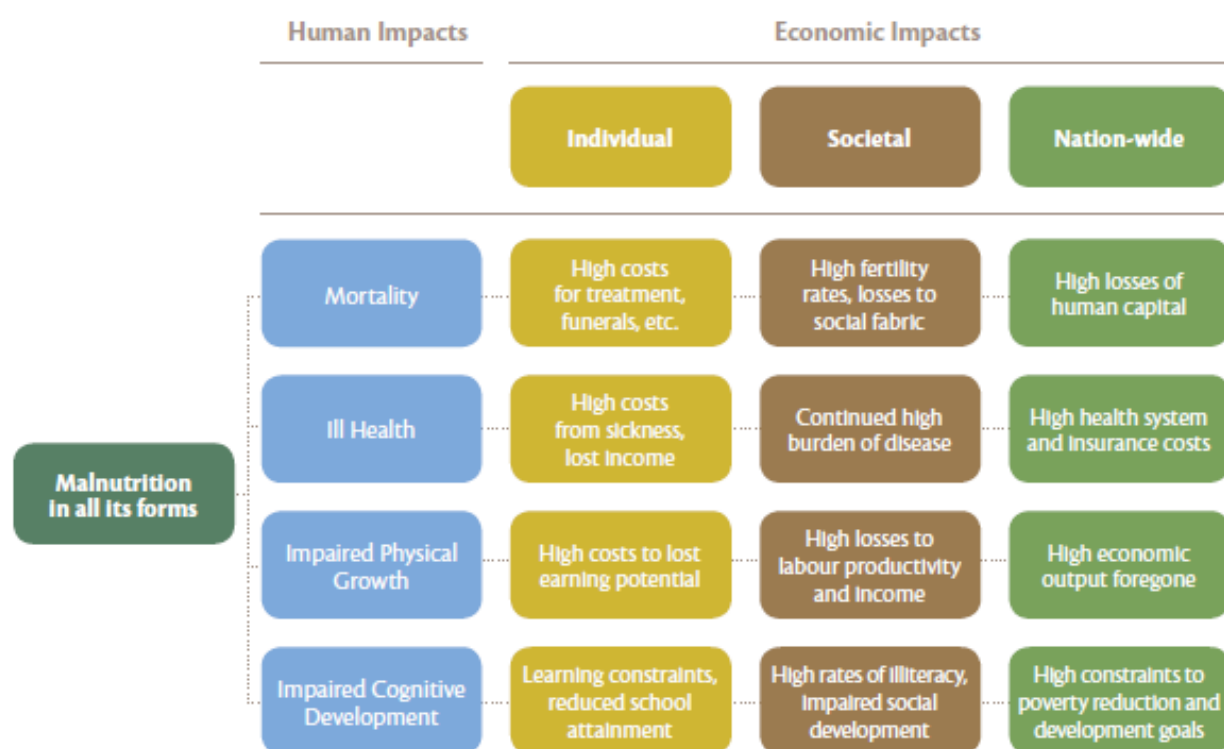 Human Impacts
Economic Impacts
Individual
Societal
Nation-wide
Malnutrition
in all its forms
Mortality
High costs
for treatment,
funerals, etc.
High fertility
rates, losses to
social fabric
High losses of
human capital
Ill Health
High costs
from sickness,
lost income
Continued high
burden of disease
High health system
and insurance costs
Impaired Physical
Growth
High costs to lost
earning potential
High losses to
labour productivity
and income
High economic
output foregone
Impaired Cognitive
Development
Learning constraints,
reduced school
attainment
High rates of illiteracy,
impaired social
development
High constraints to
poverty reduction and
development goals